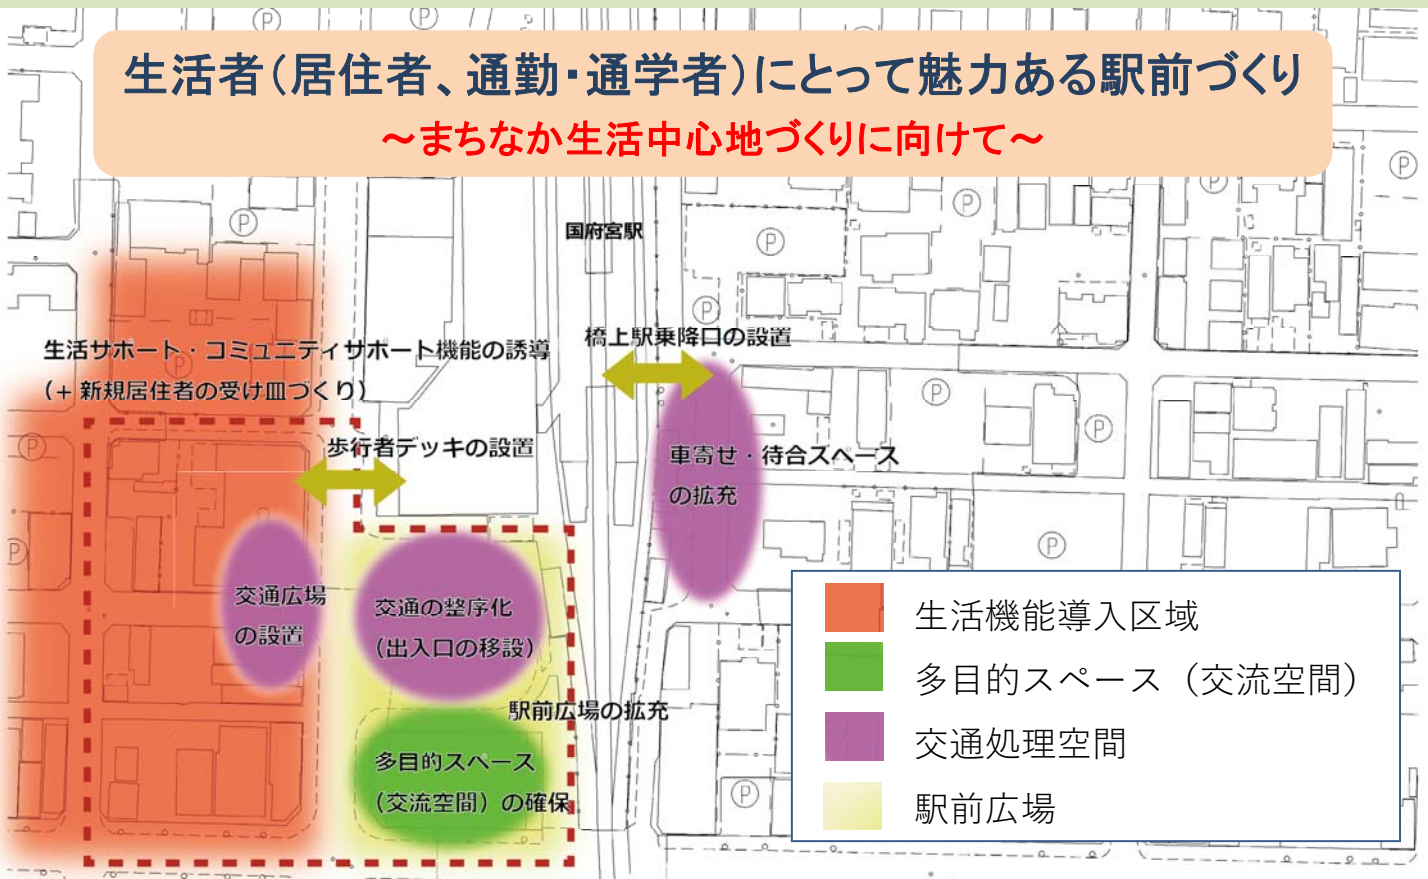 生活者(居住者、通勤・通学者)にとって魅力ある駅前づくり
～まちなか生活中心地づくりに向けて～
P
P
P
P
P
P
P
国府宮駅
P
橋上駅乗降口の設置
生活サポート・コミュニティサポート機能の誘導
(+ 新規居住者の受け皿づくり)
P
P
P
P
歩行者デッキの設置
車寄せ・待合スペース
の拡充
P
P
交通広場
の設置
交通の整序化
(出入口の移設)
駅前広場の拡充
多目的スペース
(交流空間) の確保
P
生活機能導入区域
多目的スペース (交流空間)
交通処理空間
駅前広場